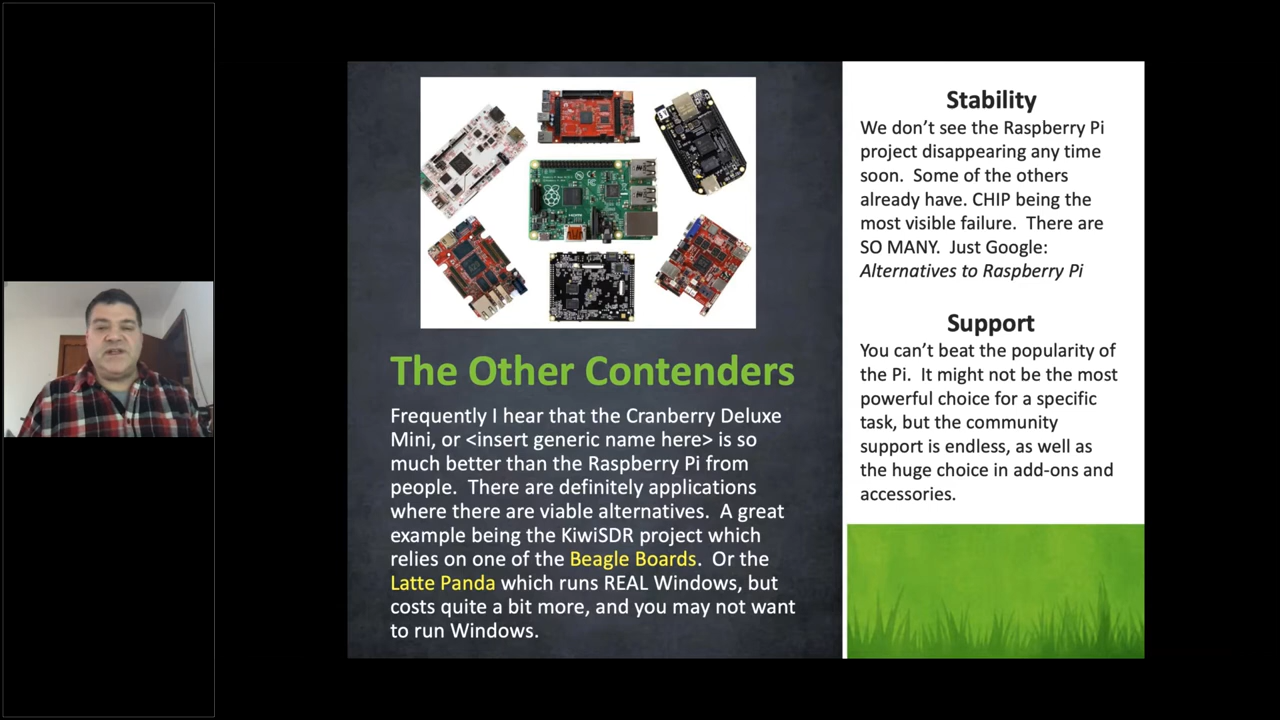 The Other Contenders
Frequently I hear that the Cranberry Deluxe
Mini, or <insert generic name here> is so
much better than the Raspberry Pi from
people.  There are definitely applications
where there are viable alternatives.  A great
example being the KiwiSDR project which
relies on one of the Beagle Boards.  Or the
Latte Panda which runs REAL Windows, but
costs quite a bit more, and you may not want
to run Windows.
Stability
We don’t see the Raspberry Pi
project disappearing any time
soon.  Some of the others
already have. CHIP being the
most visible failure.  There are
SO MANY.  Just Google:
Alternatives to Raspberry Pi
Support
You can’t beat the popularity of
the Pi.  It might not be the most
powerful choice for a specific
task, but the community
support is endless, as well as
the huge choice in add-ons and
accessories.